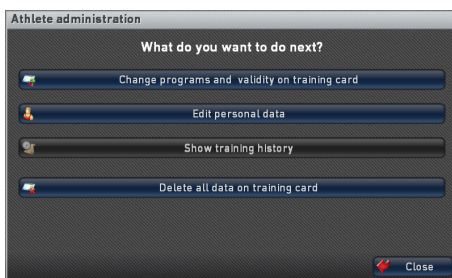 Athlete administration
What do you want to do next?
Change programs and validity on training card
Edit personal data
Show training history
Delete all data on training card
Close